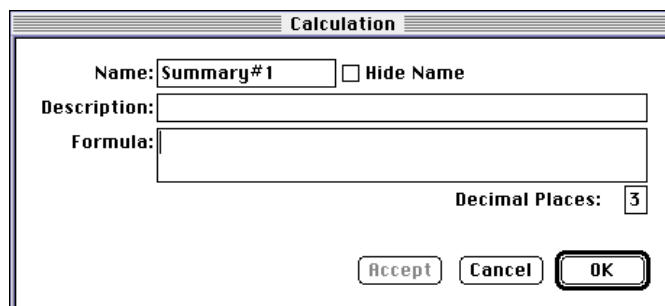 Calculation
Name: Summary#1 Hide Name
Description:
Formula:
Decimal Places: 3
Accept Cancel OK